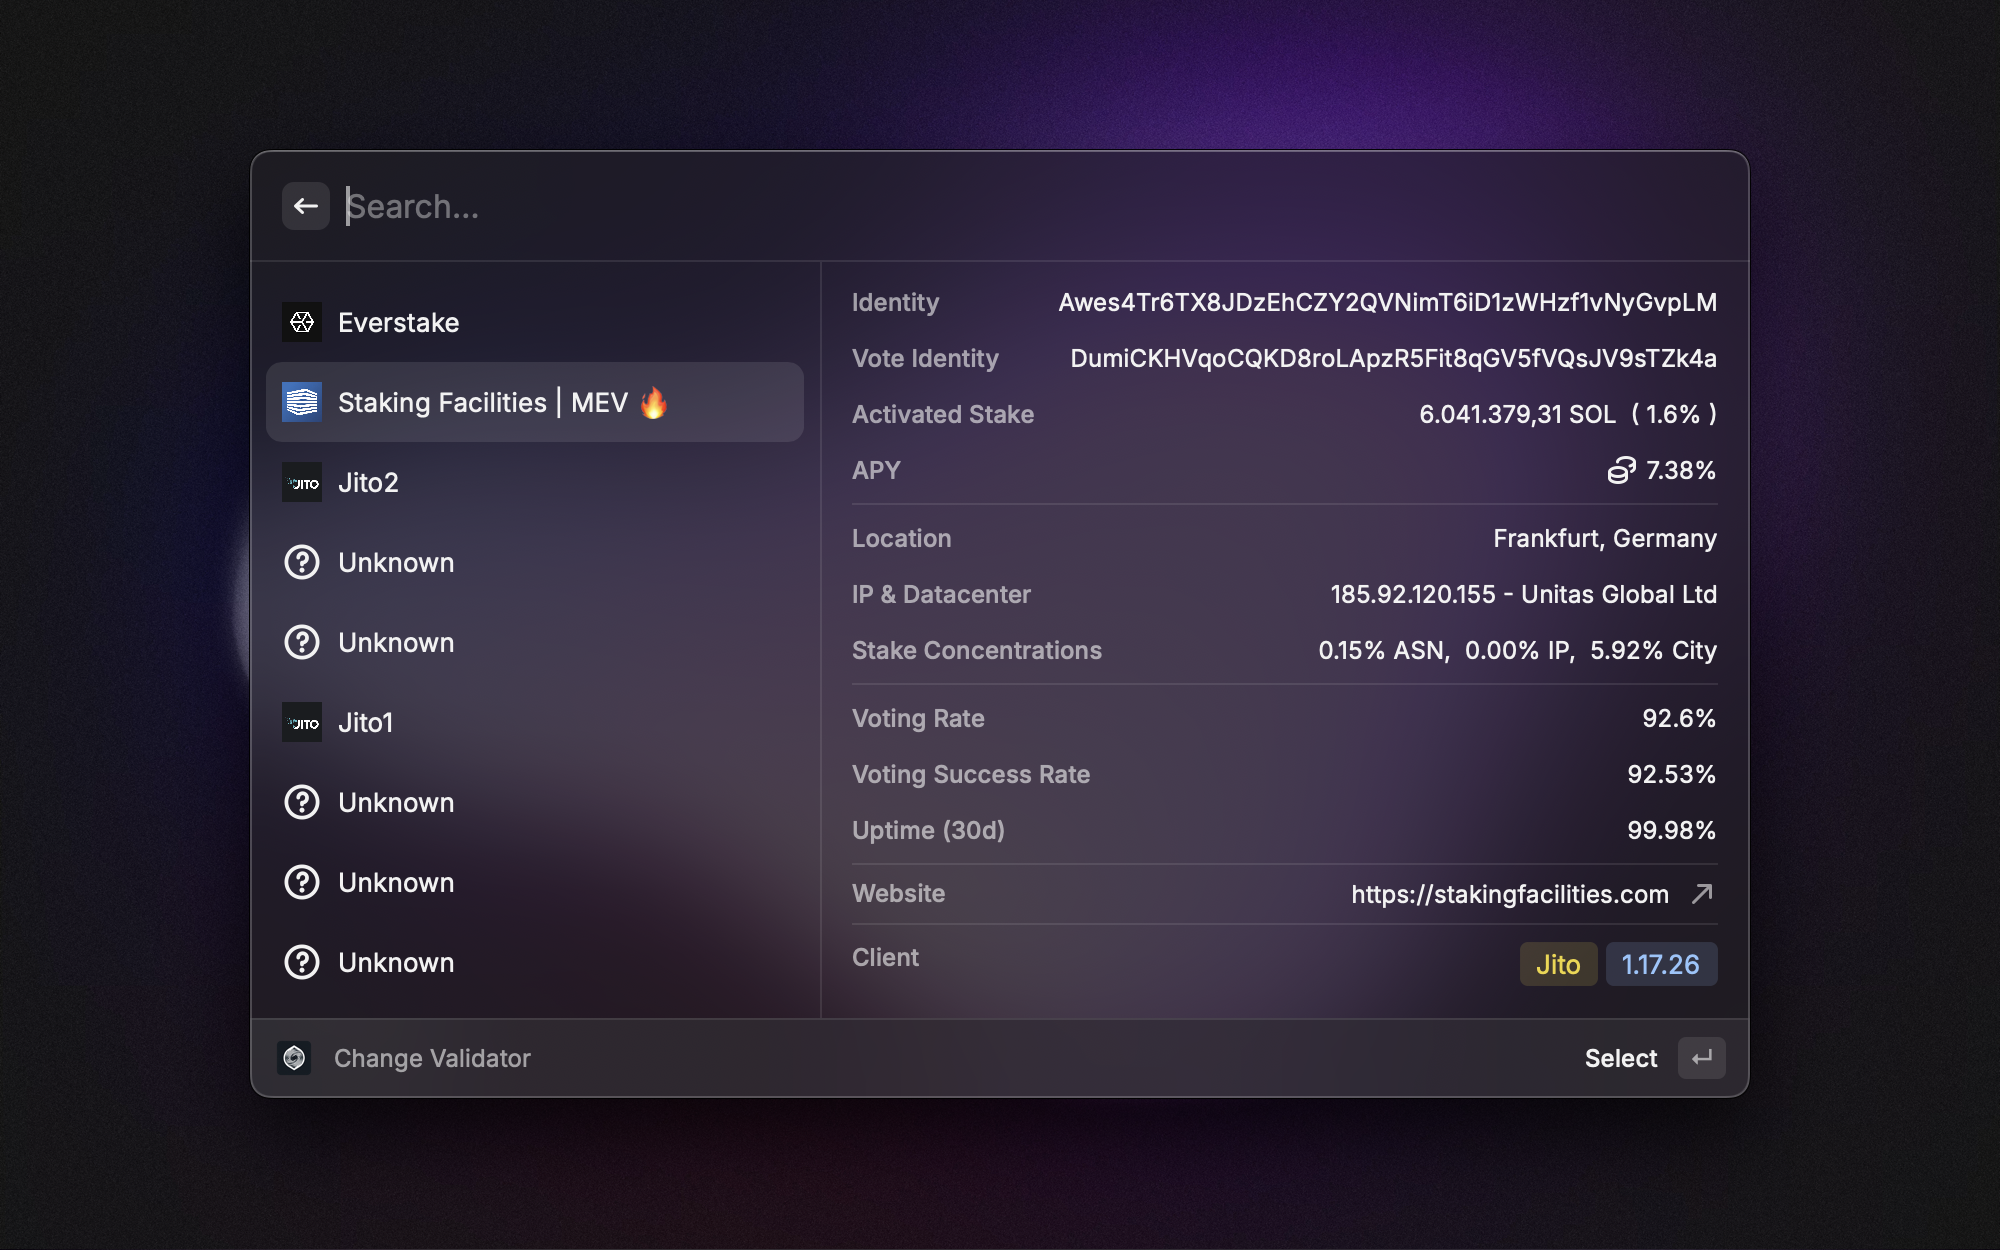 Search...
Everstake
Staking Facilities | MEV 🔥
JITO Jito2
Unknown
Unknown
JITO Jito1
Unknown
Unknown
Unknown
Identity Awes4Tr6TX8JDzEhCZY2QVNimT6iD1zWHzf1vNyGvpLM
Vote Identity DumiCKHVqoCQKD8roLApzR5Fit8qGV5fVQsJV9sTZk4a
Activated Stake 6.041.379,31 SOL ( 1.6% )
APY 7.38%
Location Frankfurt, Germany
IP & Datacenter 185.92.120.155 - Unitas Global Ltd
Stake Concentrations 0.15% ASN, 0.00% IP, 5.92% City
Voting Rate 92.6%
Voting Success Rate 92.53%
Uptime (30d) 99.98%
Website https://stakingfacilities.com
Client Jito 1.17.26
Change Validator
Select